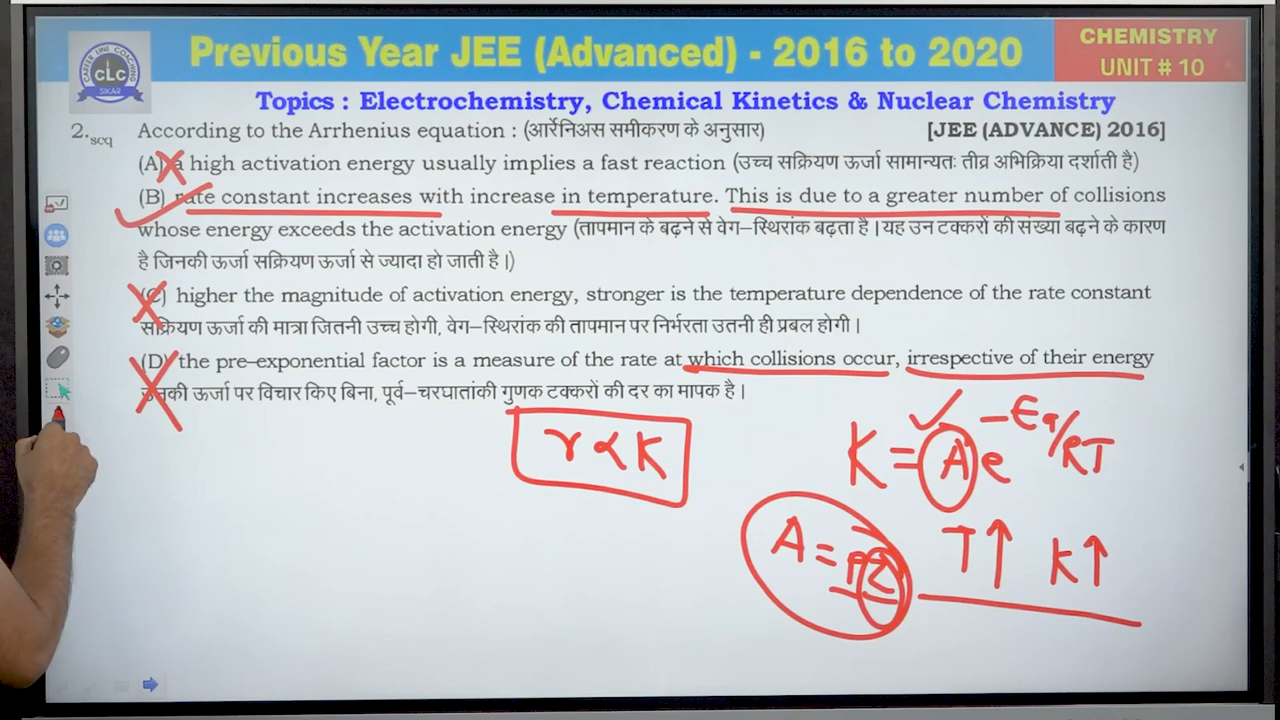 CAREER LINE COACHING
CLC
SIKAR
Previous Year JEE (Advanced) - 2016 to 2020
CHEMISTRY
UNIT # 10
Topics : Electrochemistry, Chemical Kinetics & Nuclear Chemistry
2. scq According to the Arrhenius equation : (आर्रेनिअस समीकरण के अनुसार) [JEE (ADVANCE) 2016]
(A) a high activation energy usually implies a fast reaction (उच्च सक्रियण ऊर्जा सामान्यतः तीव्र अभिक्रिया दर्शाती है)
(B) rate constant increases with increase in temperature. This is due to a greater number of collisions
whose energy exceeds the activation energy (तापमान के बढ़ने से वेग–स्थिरांक बढ़ता है। यह उन टक्करों की संख्या बढ़ने के कारण
है जिनकी ऊर्जा सक्रियण ऊर्जा से ज्यादा हो जाती है।)
(C) higher the magnitude of activation energy, stronger is the temperature dependence of the rate constant
सक्रियण ऊर्जा की मात्रा जितनी उच्च होगी, वेग–स्थिरांक की तापमान पर निर्भरता उतनी ही प्रबल होगी।
(D) the pre–exponential factor is a measure of the rate at which collisions occur, irrespective of their energy
उनकी ऊर्जा पर विचार किए बिना, पूर्व–चरघातांकी गुणक टक्करों की दर का मापक है।
r ∝ K
K = A e^-Ea/RT
A = PZ
T↑ K↑